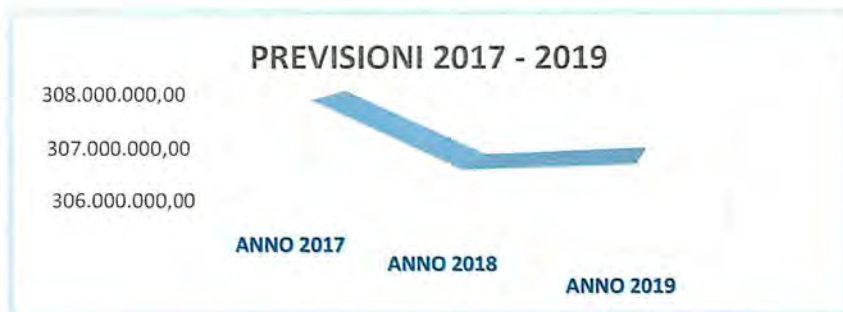 PREVISIONI 2017 - 2019
308.000.000,00
307.000.000,00
306.000.000,00
ANNO 2017
ANNO 2018
ANNO 2019